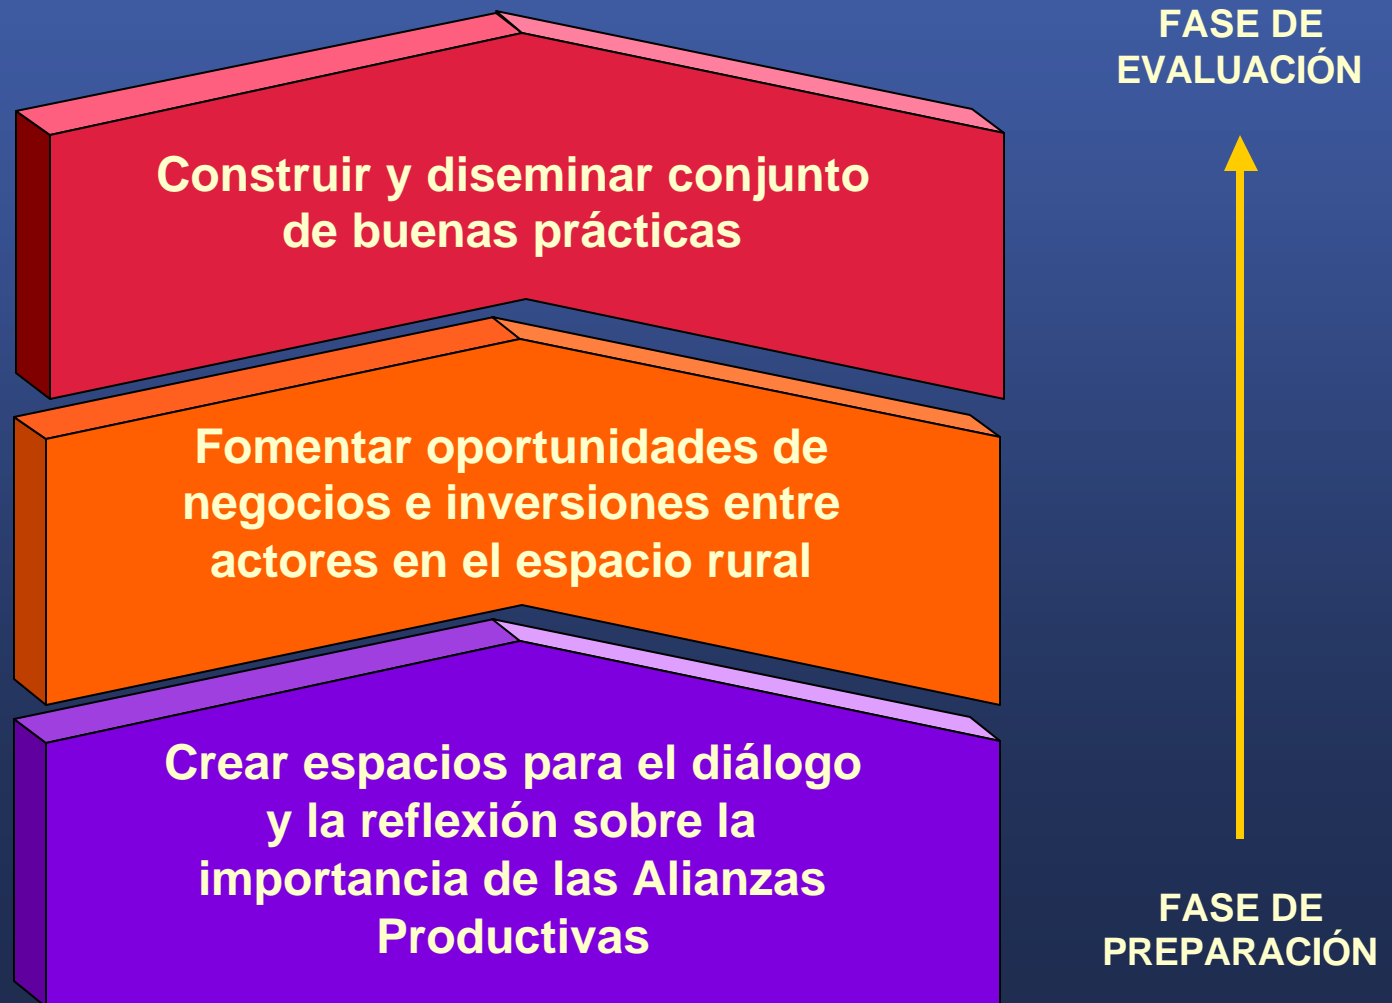 FASE DE
EVALUACIÓN
Construir y diseminar conjunto
de buenas prácticas
Fomentar oportunidades de
negocios e inversiones entre
actores en el espacio rural
Crear espacios para el diálogo
y la reflexión sobre la
importancia de las Alianzas
Productivas
FASE DE
PREPARACIÓN